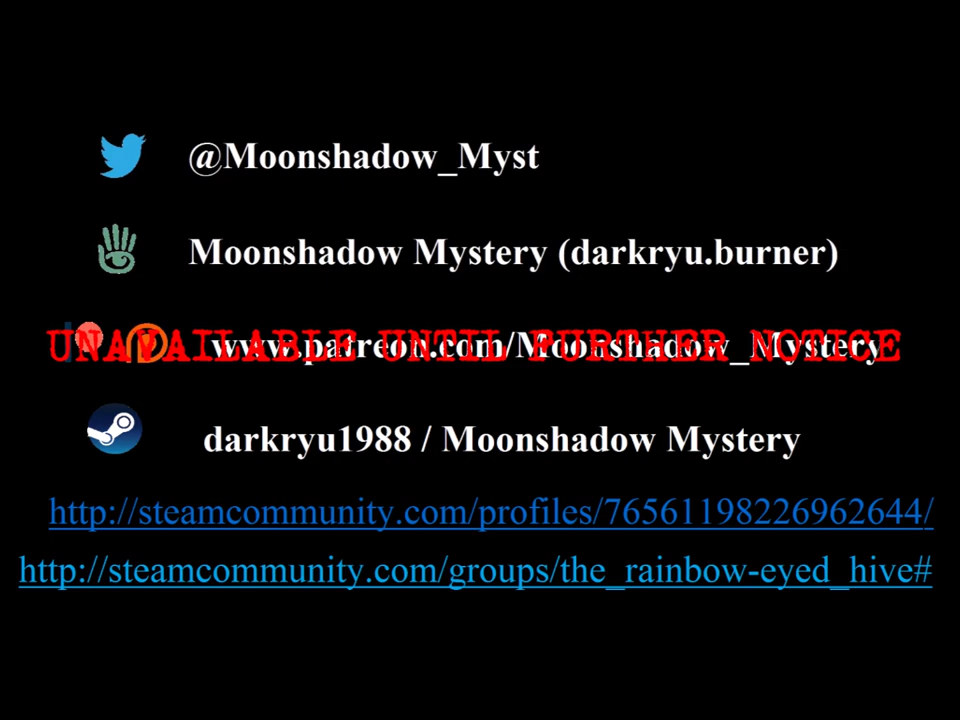 @Moonshadow_Myst
Moonshadow Mystery (darkryu.burner)
www.patreon.com/Moonshadow_Mystery
UNAVAILABLE UNTIL FURTHER NOTICE
darkryu1988 / Moonshadow Mystery
http://steamcommunity.com/profiles/76561198226962644/
http://steamcommunity.com/groups/the_rainbow-eyed_hive#